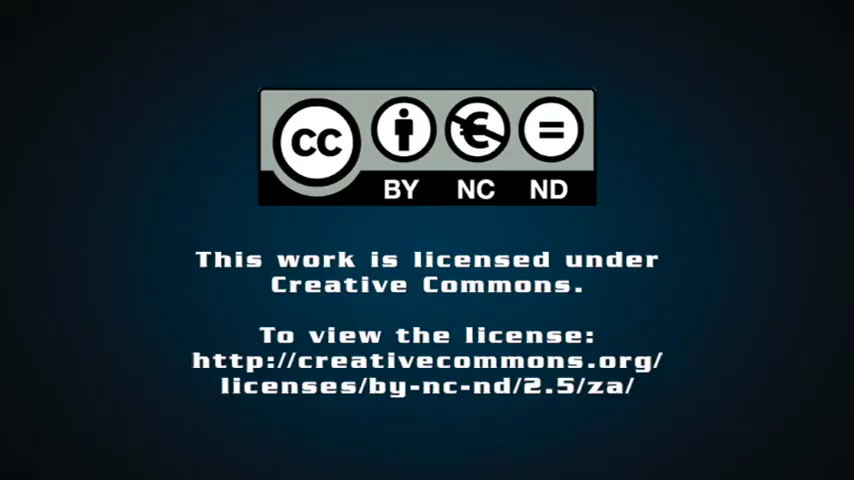 CC
BY NC ND
This work is licensed under
Creative Commons.
To view the license:
http://creativecommons.org/
licenses/by-nc-nd/2.5/za/